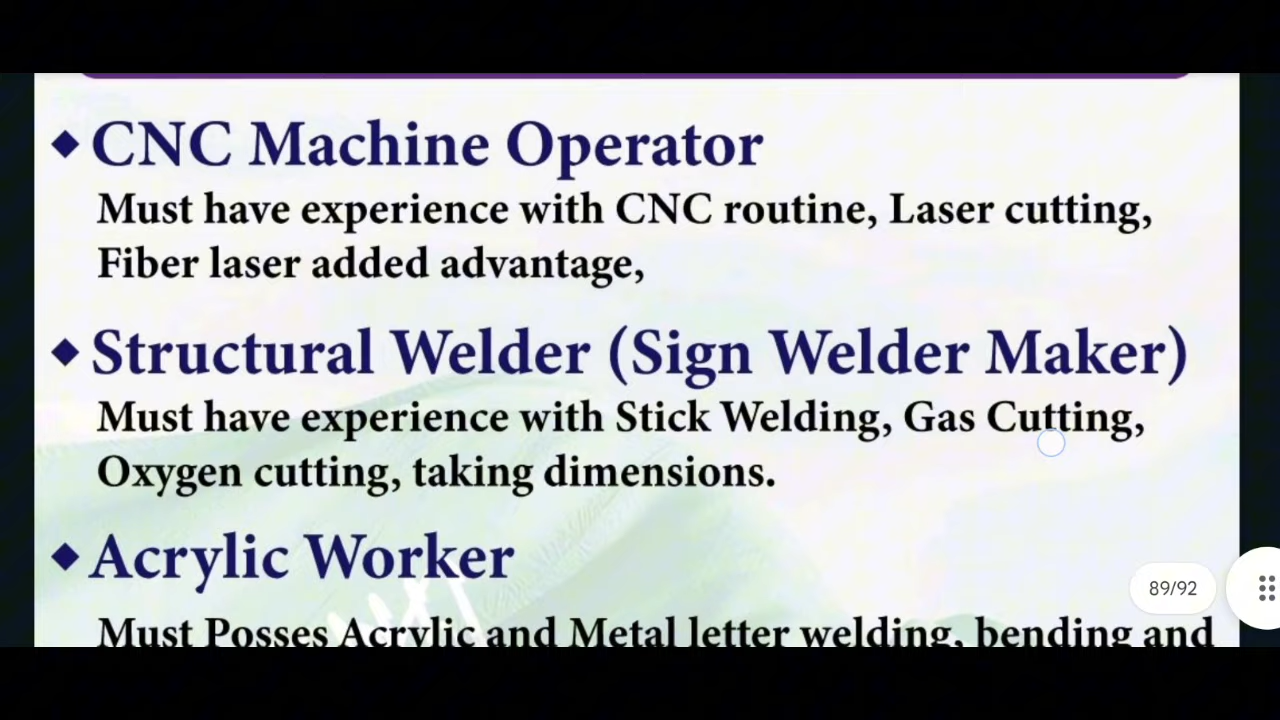 ◆ CNC Machine Operator
Must have experience with CNC routine, Laser cutting,
Fiber laser added advantage,
◆ Structural Welder (Sign Welder Maker)
Must have experience with Stick Welding, Gas Cutting,
Oxygen cutting, taking dimensions.
◆ Acrylic Worker
89/92
Must Posses Acrylic and Metal letter welding, bending and